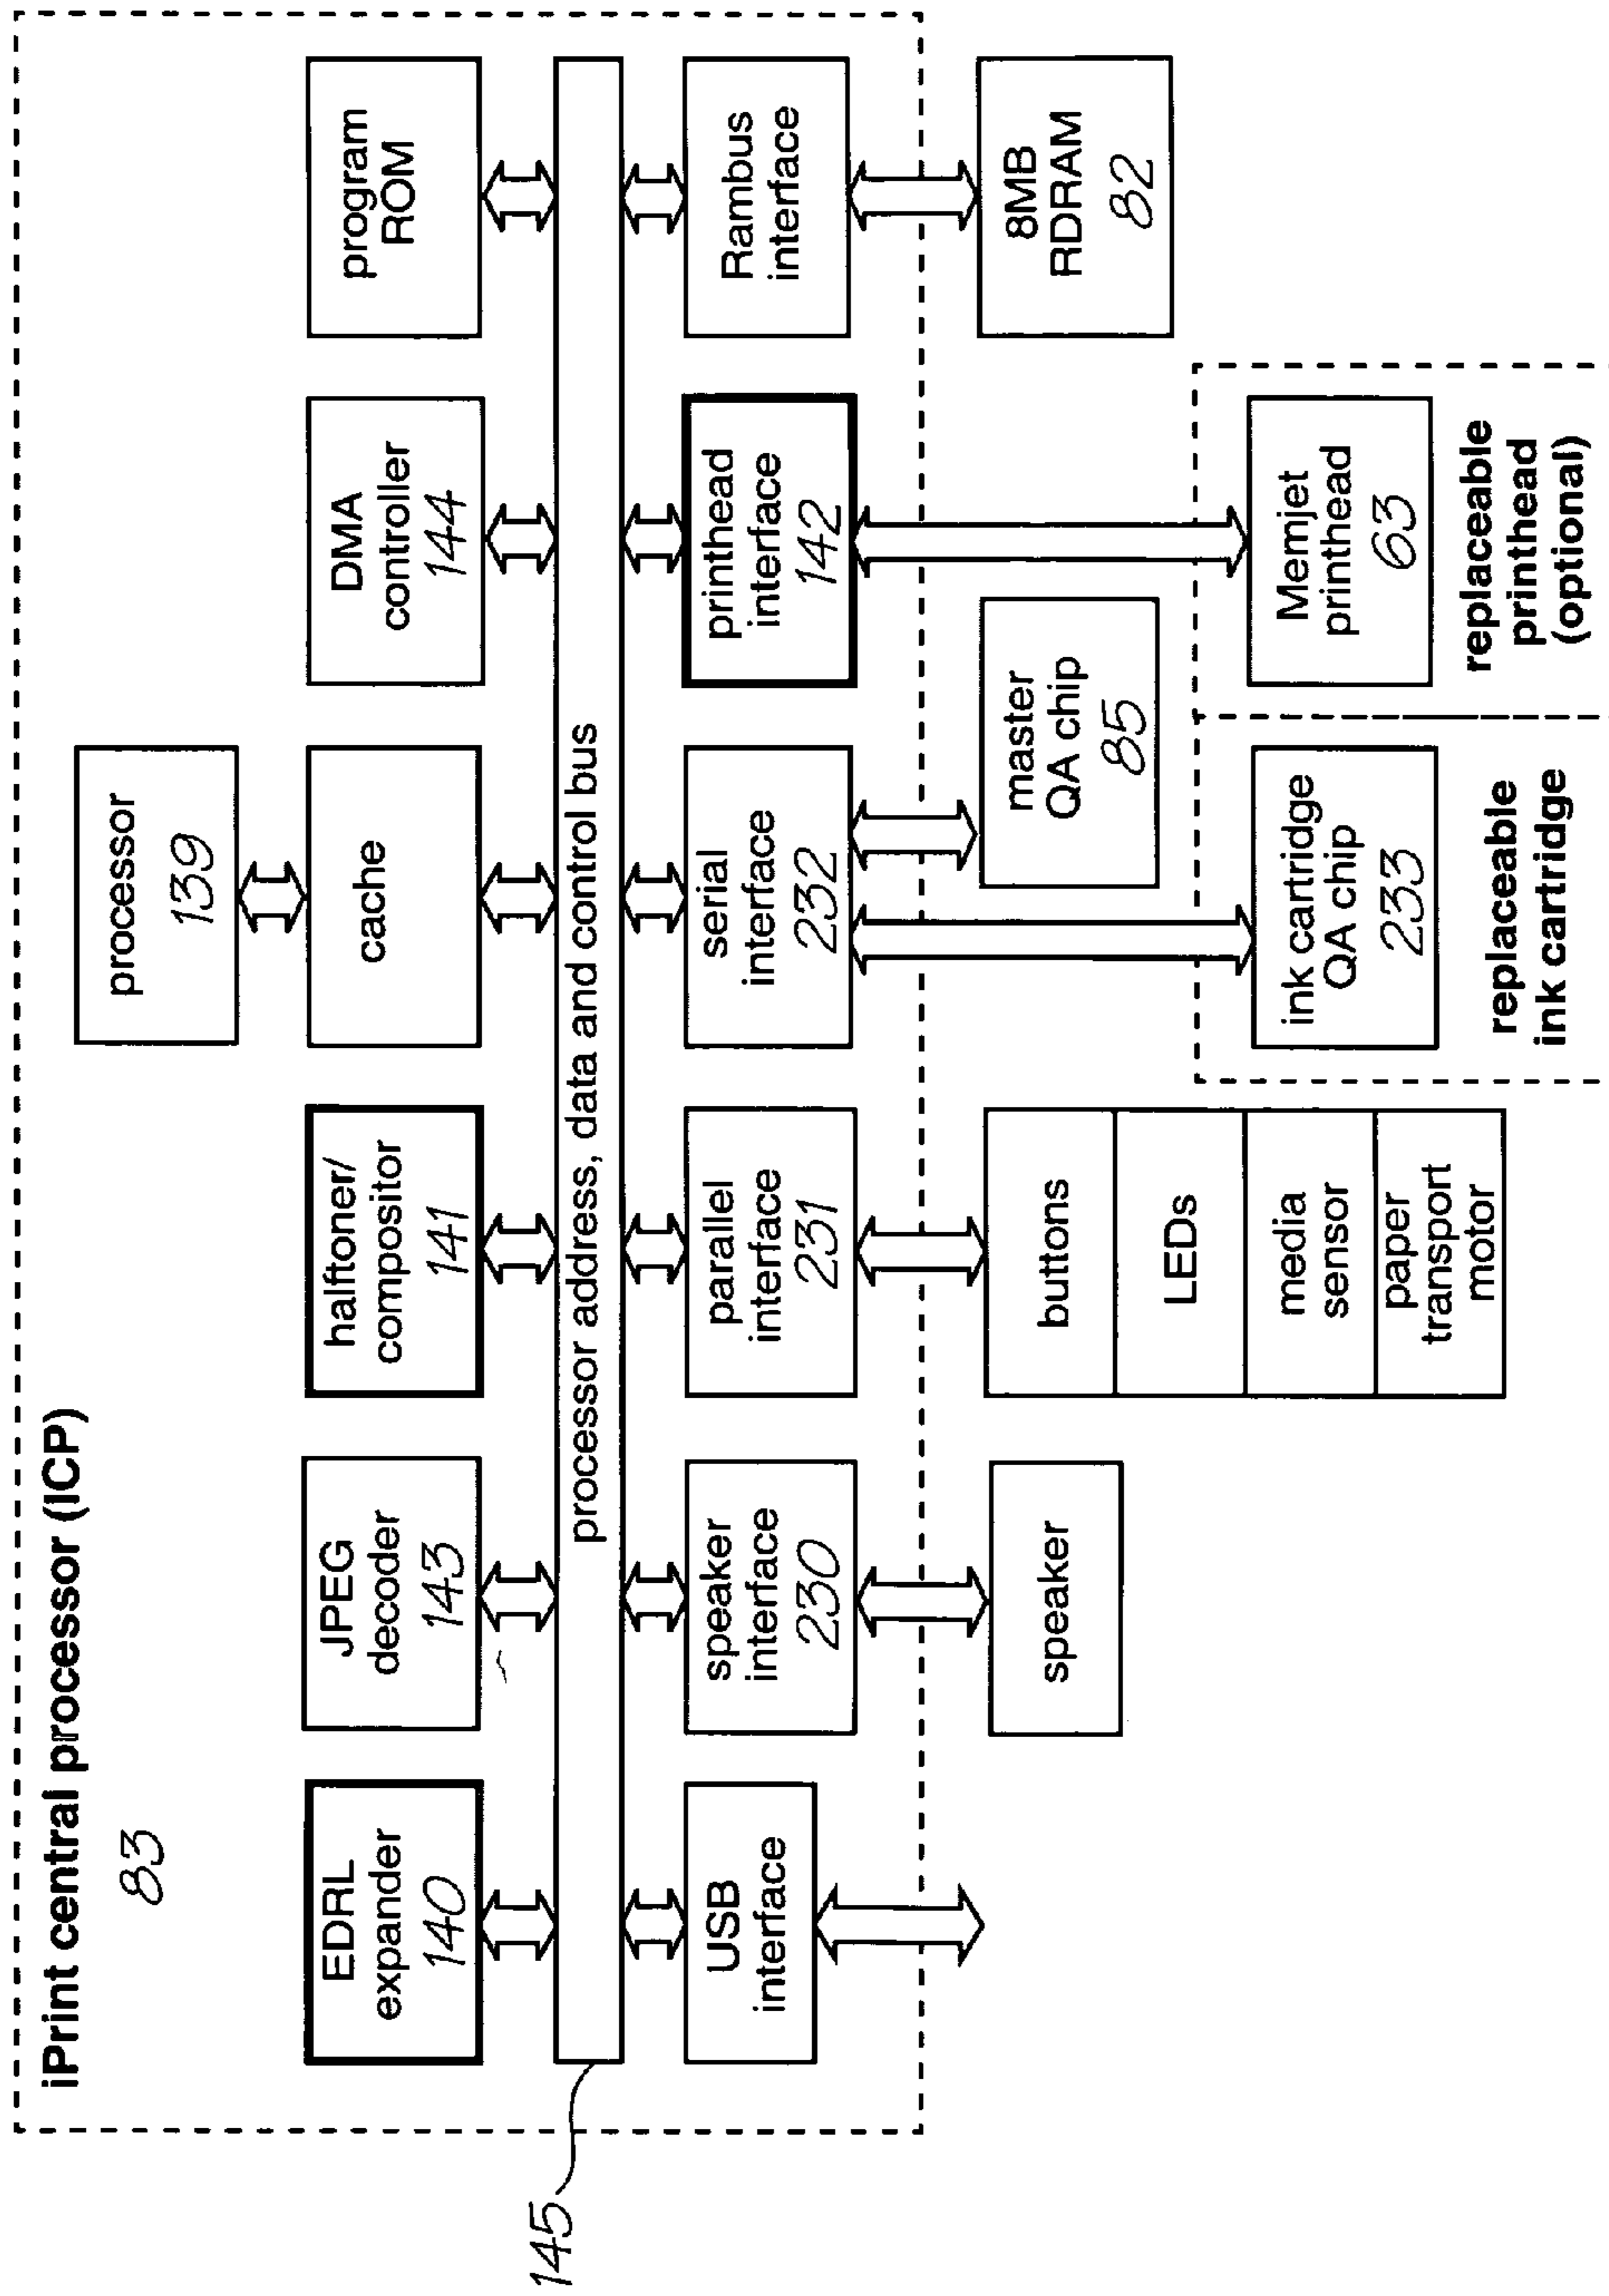 iPrint central processor (ICP)
83
processor
139
EDRL
expander
140
JPEG
decoder
143
halftoner/
compositor
141
cache
DMA
controller
144
program
ROM
145
processor address, data and control bus
USB
interface
speaker
interface
230
parallel
interface
231
serial
interface
232
printhead
interface
142
Rambus
interface
speaker
buttons
LEDs
media
sensor
paper
transport
motor
master
QA chip
85
8MB
RDRAM
82
ink cartridge
QA chip
233
replaceable
ink cartridge
Memjet
printhead
63
replaceable
printhead
(optional)